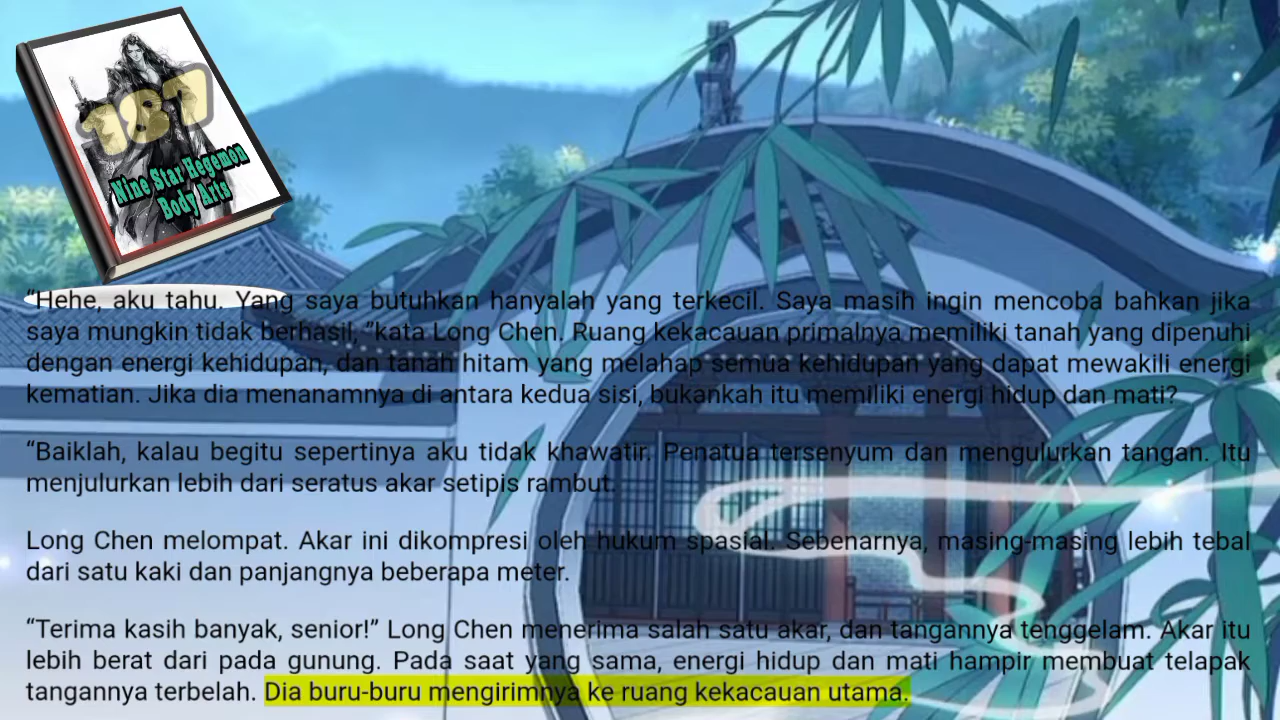 187
Nine Star Hegemon
Body Arts
“Hehe, aku tahu. Yang saya butuhkan hanyalah yang terkecil. Saya masih ingin mencoba bahkan jika
saya mungkin tidak berhasil, ”kata Long Chen. Ruang kekacauan primalnya memiliki tanah yang dipenuhi
dengan energi kehidupan, dan tanah hitam yang melahap semua kehidupan yang dapat mewakili energi
kematian. Jika dia menanamnya di antara kedua sisi, bukankah itu memiliki energi hidup dan mati?
“Baiklah, kalau begitu sepertinya aku tidak khawatir. Penatua tersenyum dan mengulurkan tangan. Itu
menjulurkan lebih dari seratus akar setipis rambut.
Long Chen melompat. Akar ini dikompresi oleh hukum spasial. Sebenarnya, masing-masing lebih tebal
dari satu kaki dan panjangnya beberapa meter.
“Terima kasih banyak, senior!” Long Chen menerima salah satu akar, dan tangannya tenggelam. Akar itu
lebih berat dari pada gunung. Pada saat yang sama, energi hidup dan mati hampir membuat telapak
tangannya terbelah. Dia buru-buru mengirimnya ke ruang kekacauan utama.